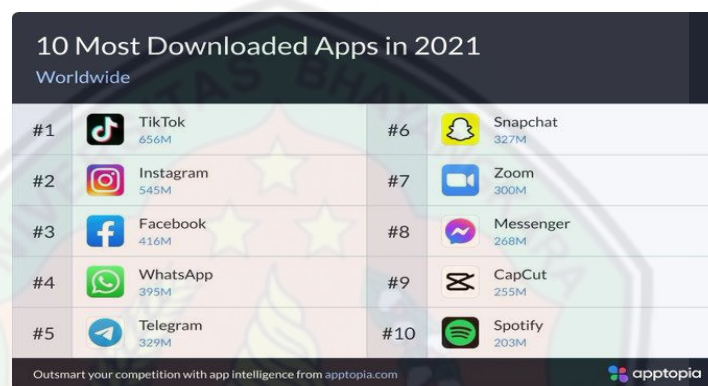 10 Most Downloaded Apps in 2021
Worldwide
#1
TikTok
656M
#2
Instagram
545M
#3
Facebook
416M
#4
WhatsApp
395M
#5
Telegram
329M
#6
Snapchat
327M
#7
Zoom
300M
#8
Messenger
268M
#9
CapCut
255M
#10
Spotify
203M
Outsmart your competition with app intelligence from apptopia.com
apptopia